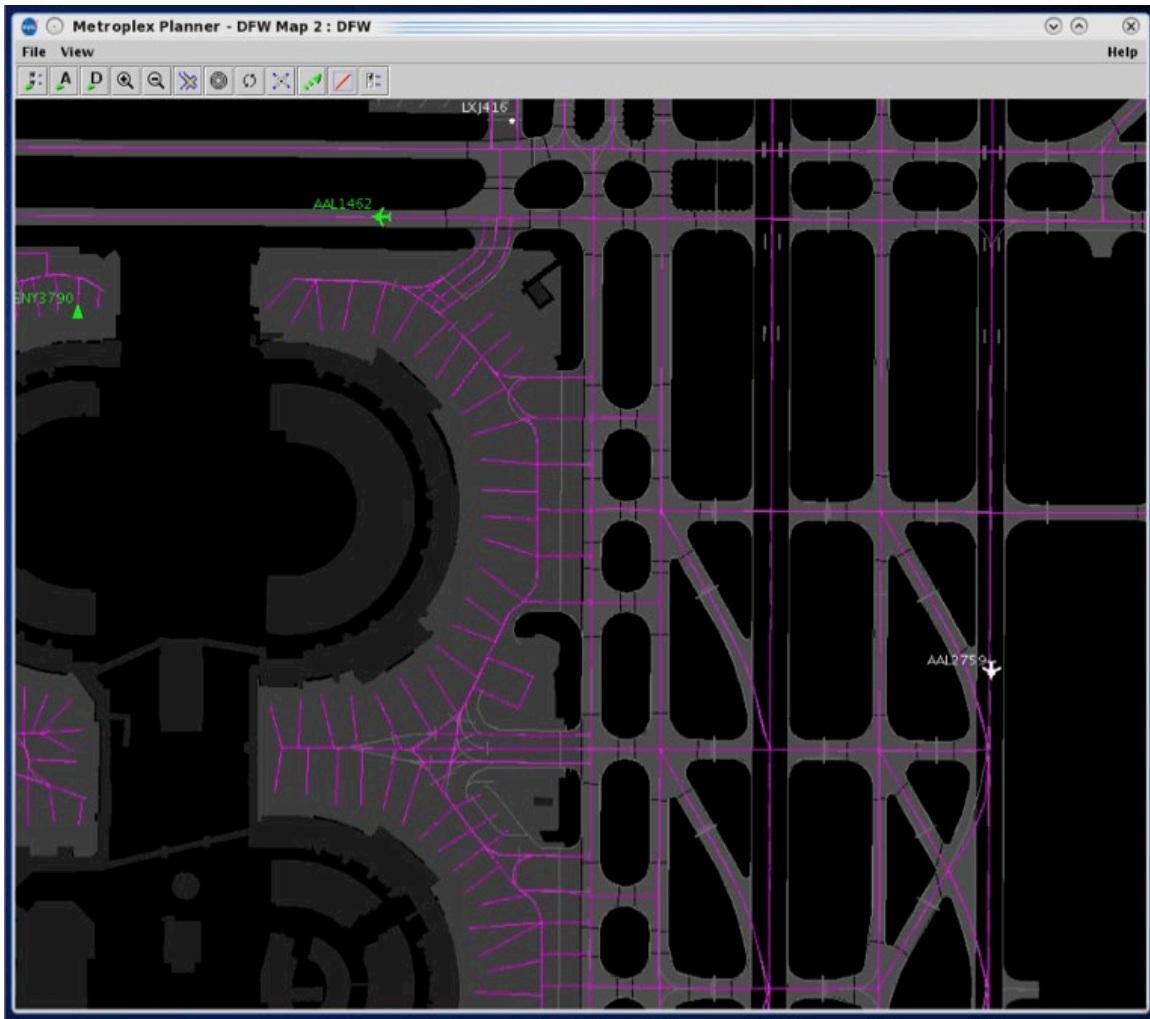 Metroplex Planner - DFW Map 2 : DFW
File View Help
A D
LXJ416
AAL1462
ENY3790
AAL2759